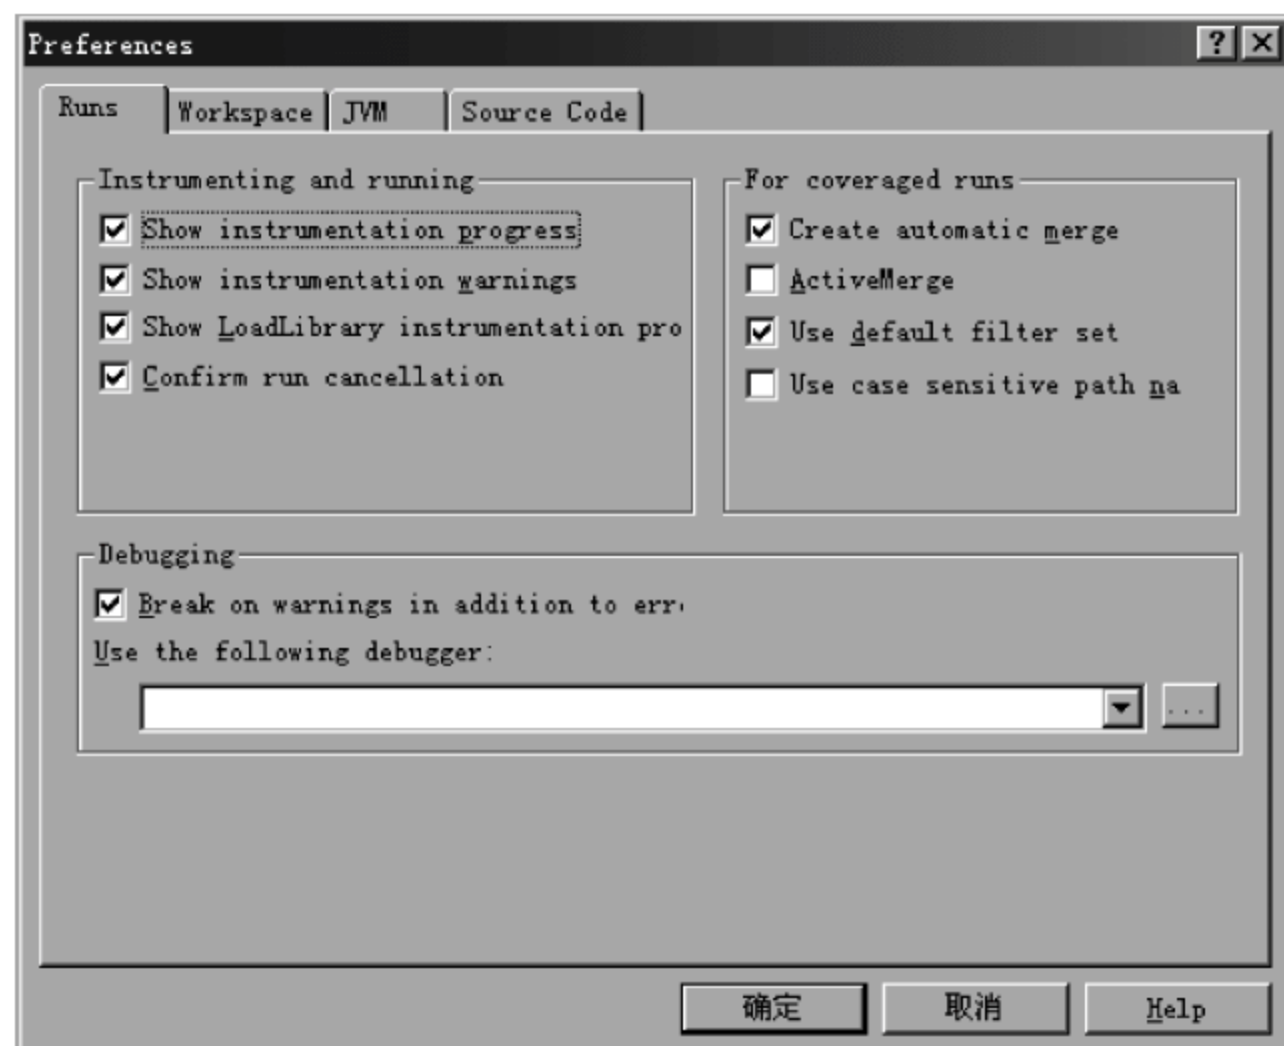 Preferences
Runs Workspace JVM Source Code
Instrumenting and running
Show instrumentation progress
Show instrumentation warnings
Show LoadLibrary instrumentation pro
Confirm run cancellation
For coveraged runs
Create automatic merge
ActiveMerge
Use default filter set
Use case sensitive path na
Debugging
Break on warnings in addition to err
Use the following debugger:
...
确定 取消 Help